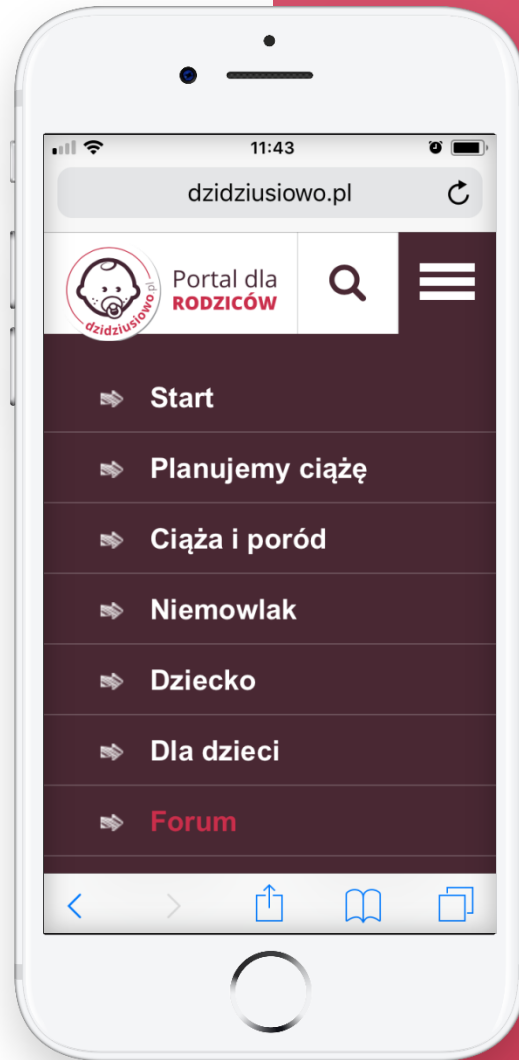 11:43
dzidziusiowo.pl
dzidziusiowo.pl
Portal dla
RODZICÓW
Start
Planujemy ciążę
Ciąża i poród
Niemowlak
Dziecko
Dla dzieci
Forum